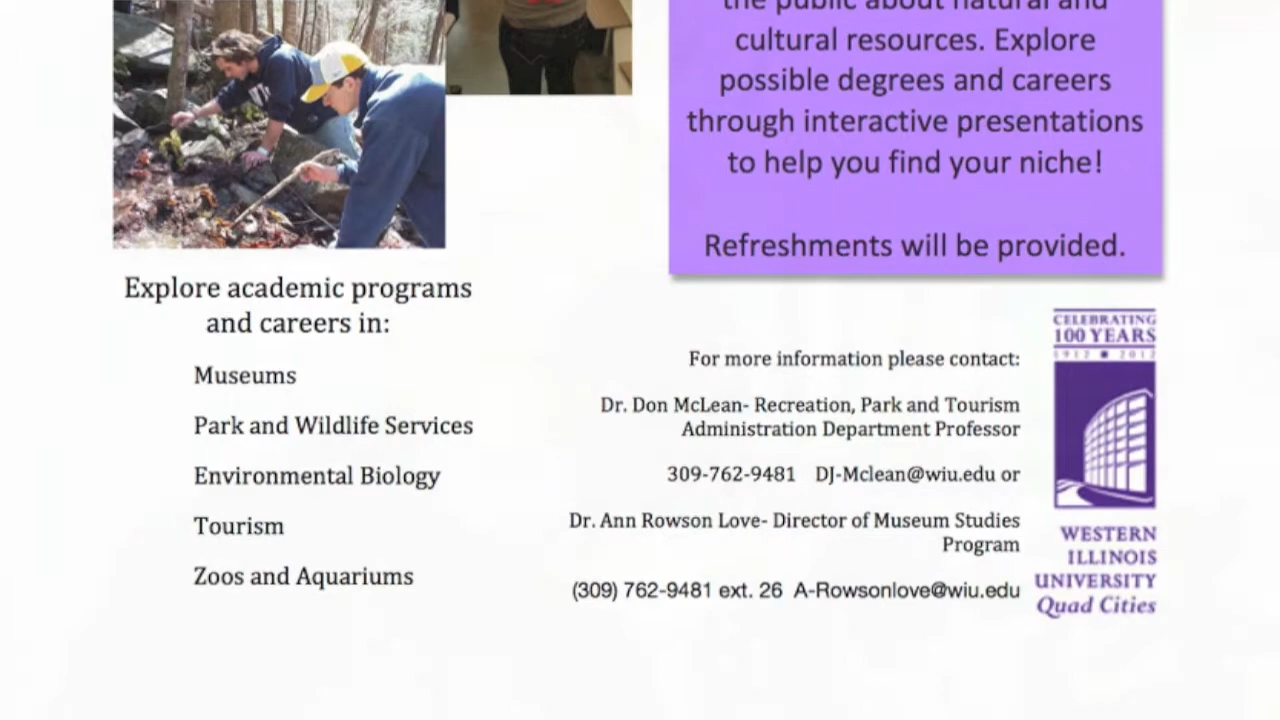 the public about natural and
cultural resources. Explore
possible degrees and careers
through interactive presentations
to help you find your niche!
Refreshments will be provided.
Explore academic programs
and careers in:
Museums
Park and Wildlife Services
Environmental Biology
Tourism
Zoos and Aquariums
For more information please contact:
Dr. Don McLean- Recreation, Park and Tourism
Administration Department Professor
309-762-9481 DJ-Mclean@wiu.edu or
Dr. Ann Rowson Love- Director of Museum Studies
Program
(309) 762-9481 ext. 26 A-Rowsonlove@wiu.edu
CELEBRATING
100 YEARS
1912 ■ 2012
WESTERN
ILLINOIS
UNIVERSITY
Quad Cities